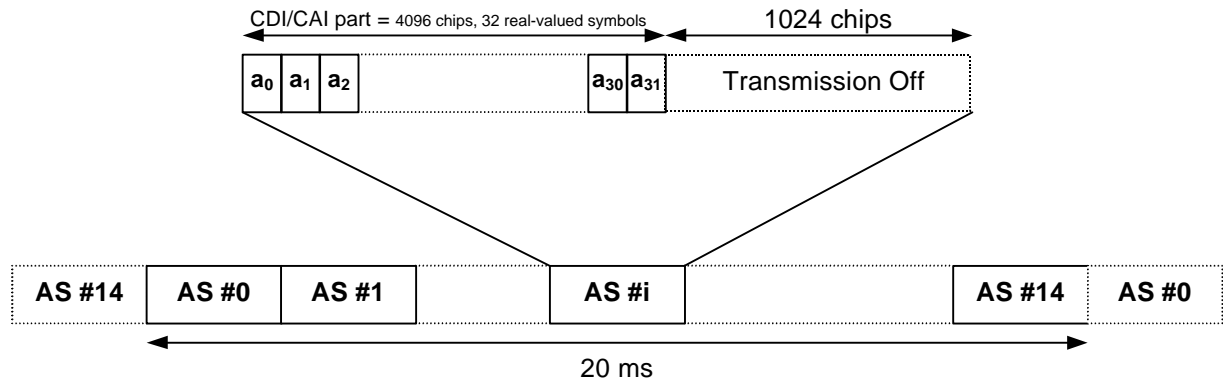 CDI/CAI part = 4096 chips, 32 real-valued symbols
1024 chips
a0 a1 a2 a30 a31 Transmission Off
AS #14 AS #0 AS #1 AS #i AS #14 AS #0
20 ms